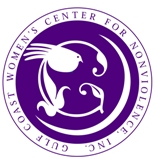 GULF COAST WOMEN'S CENTER FOR NONVIOLENCE, INC.